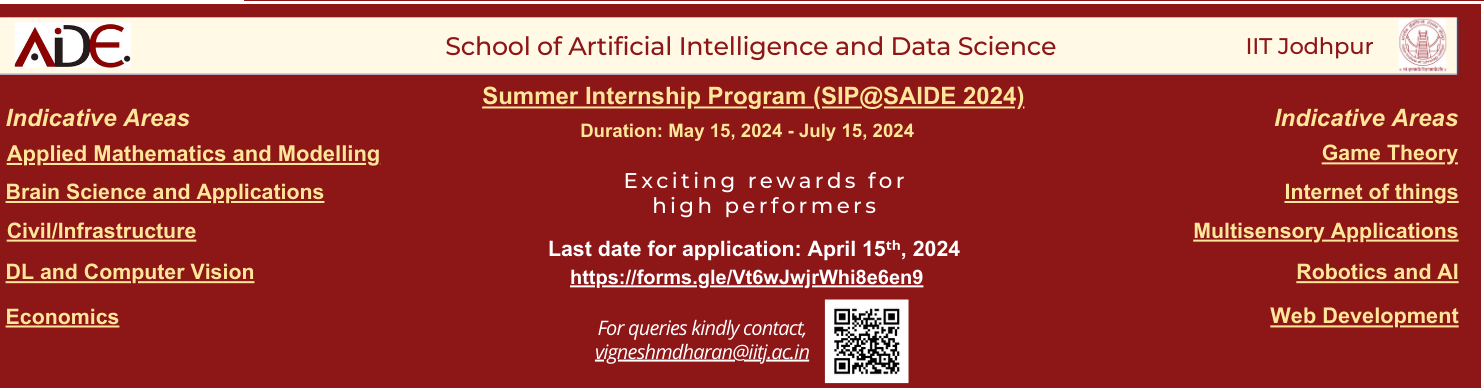 AiDE.
School of Artificial Intelligence and Data Science
IIT Jodhpur
Summer Internship Program (SIP@SAIDE 2024)
Duration: May 15, 2024 - July 15, 2024
Indicative Areas
Applied Mathematics and Modelling
Brain Science and Applications
Civil/Infrastructure
DL and Computer Vision
Economics
Exciting rewards for
high performers
Last date for application: April 15th, 2024
https://forms.gle/Vt6wJwjrWhi8e6en9
For queries kindly contact,
vigneshmdharan@iitj.ac.in
Indicative Areas
Game Theory
Internet of things
Multisensory Applications
Robotics and AI
Web Development